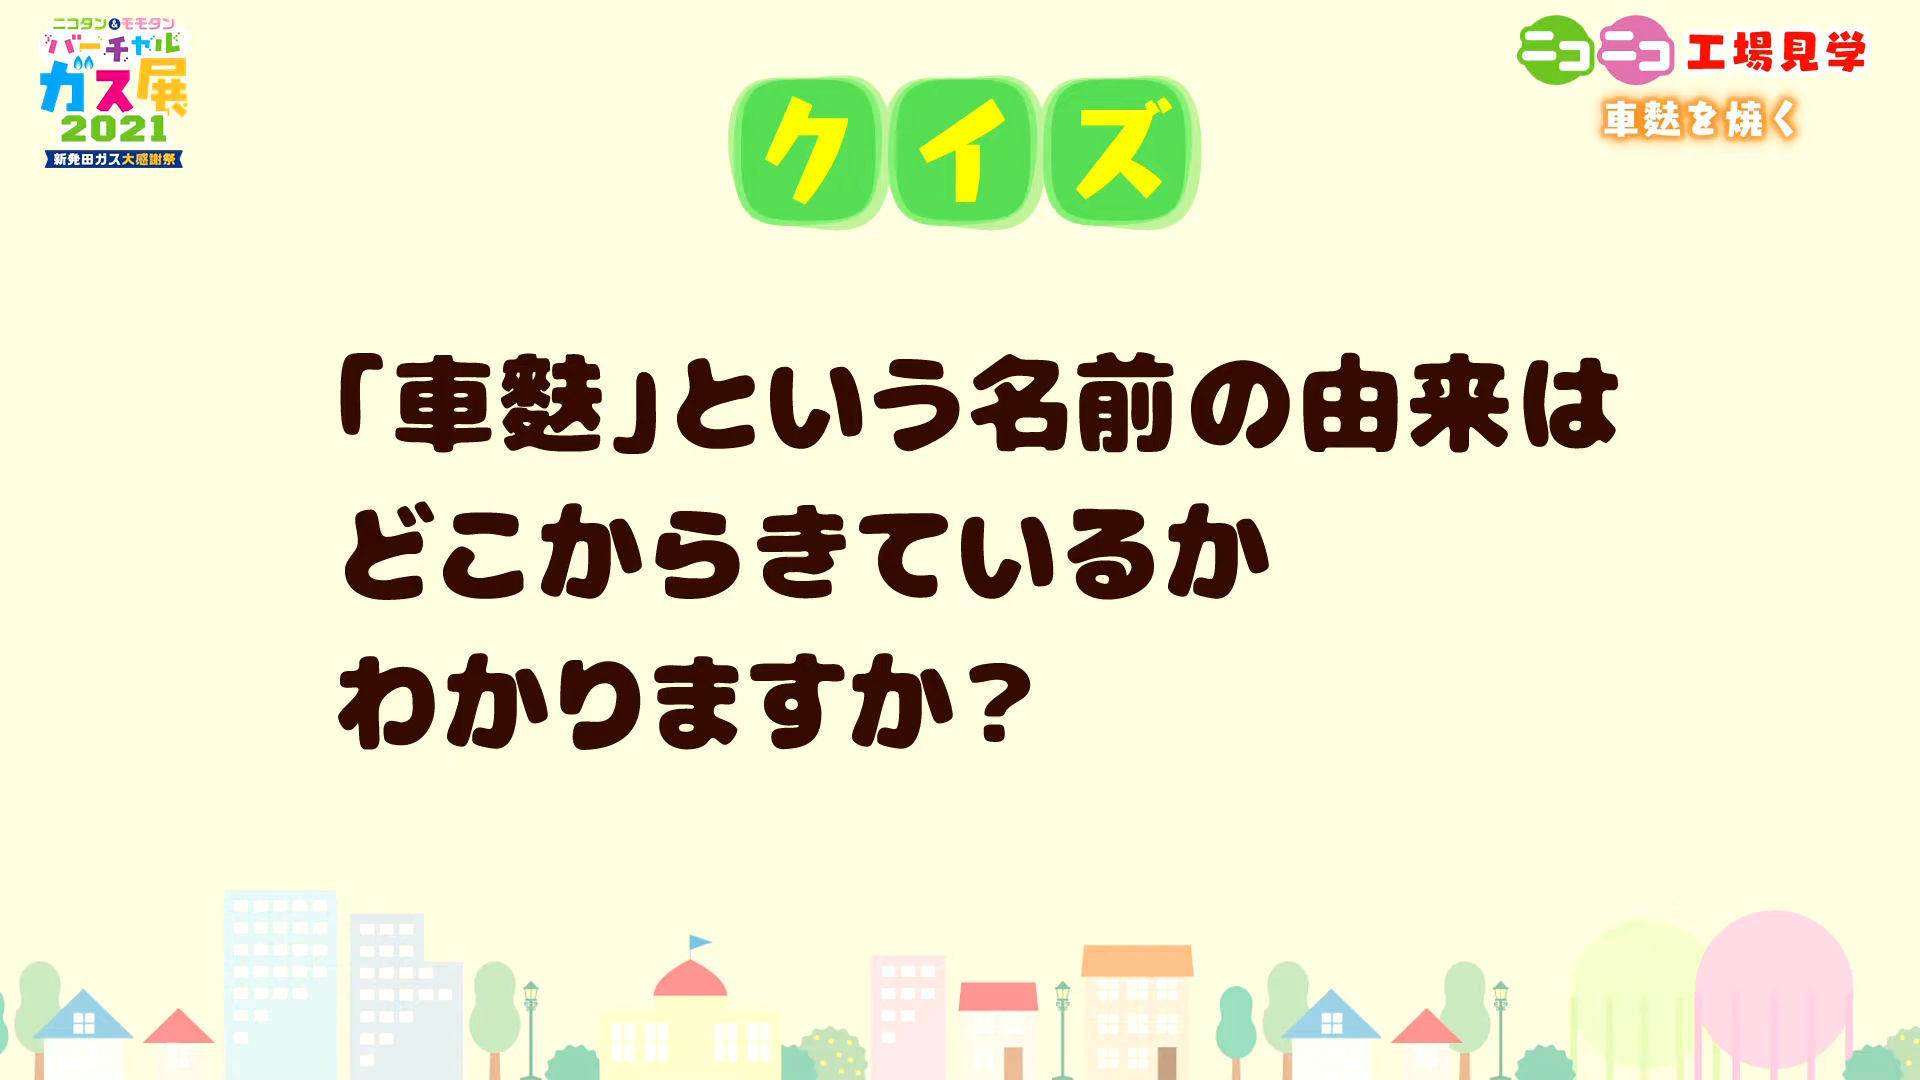 ニコタン&モモタン
バーチャル
ガス展
2021
新発田ガス大感謝祭
ニコニコ工場見学
車麩を焼く
クイズ
「車麩」という名前の由来は
どこからきているか
わかりますか?